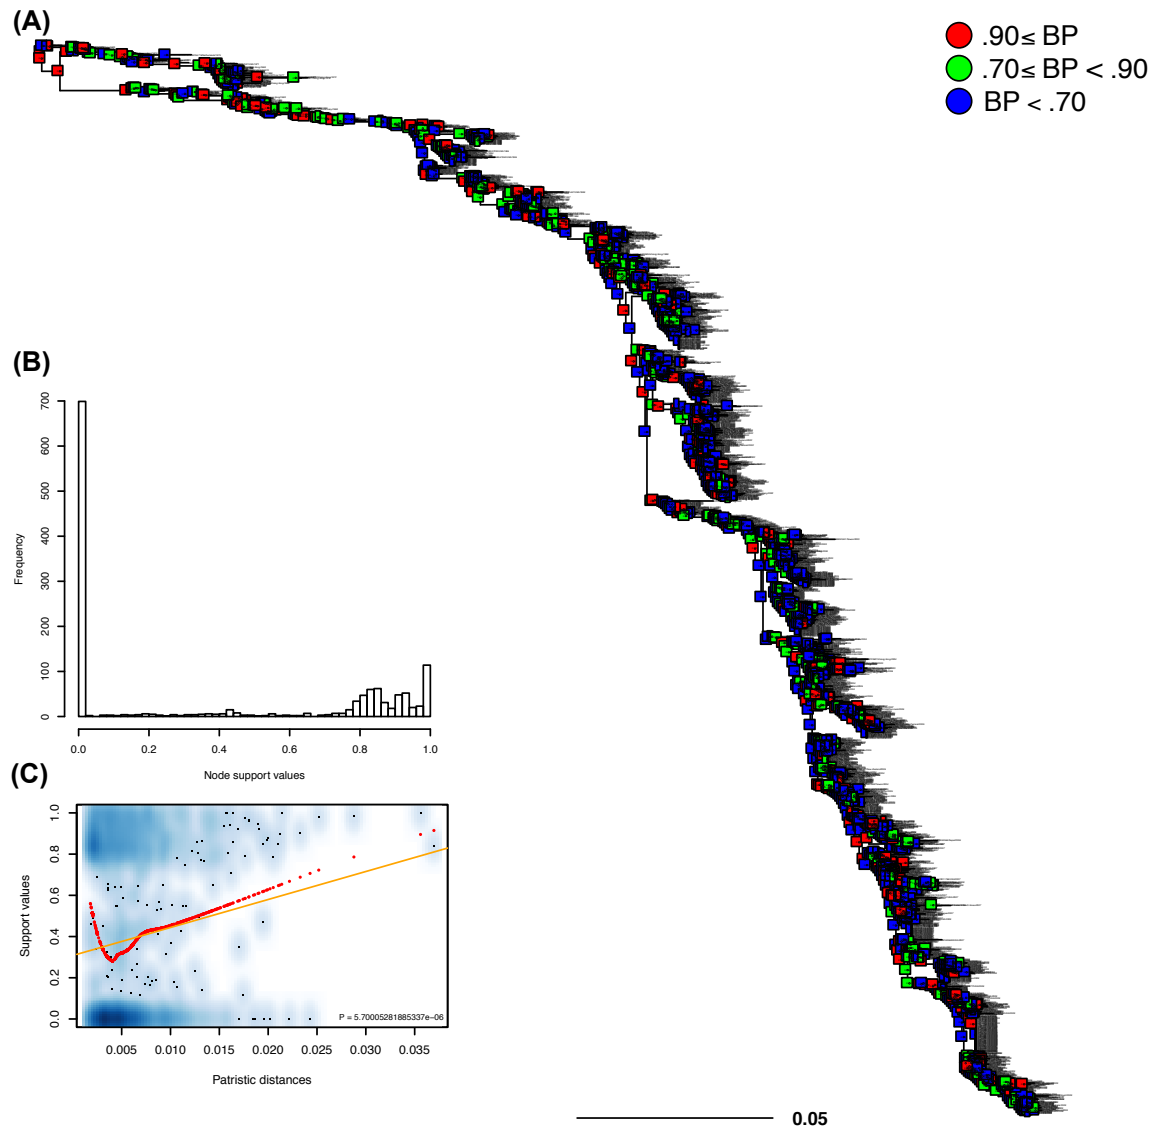 (A)
.90≤ BP
.70≤ BP < .90
BP < .70
(B)
700
600
500
400
300
200
100
0
Frequency
0.0 0.2 0.4 0.6 0.8 1.0
Node support values
(C)
1.0
0.8
0.6
0.4
0.2
0.0
Support values
P = 5.70005281885337e−06
0.005 0.010 0.015 0.020 0.025 0.030 0.035
Patristic distances
0.05